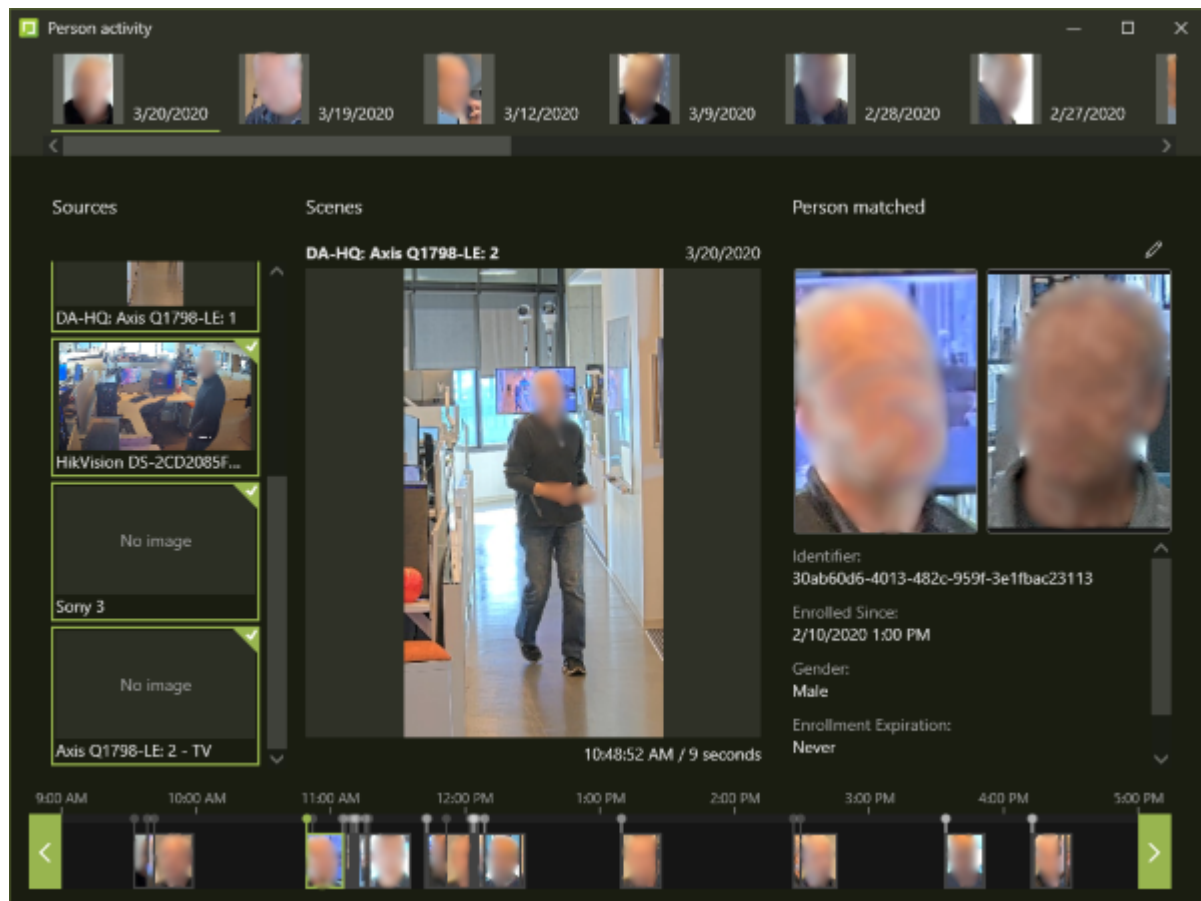 Person activity
3/20/2020
3/19/2020
3/12/2020
3/9/2020
2/28/2020
2/27/2020
Sources
Scenes
Person matched
DA-HQ: Axis Q1798-LE: 2
3/20/2020
DA-HQ: Axis Q1798-LE: 1
HikVision DS-2CD2085F...
No image
Sony 3
No image
Axis Q1798-LE: 2 - TV
10:48:52 AM / 9 seconds
Identifier:
30ab60d6-4013-482c-959f-3e1fbac23113
Enrolled Since:
2/10/2020 1:00 PM
Gender:
Male
Enrollment Expiration:
Never
9:00 AM
10:00 AM
11:00 AM
12:00 PM
1:00 PM
2:00 PM
3:00 PM
4:00 PM
5:00 PM